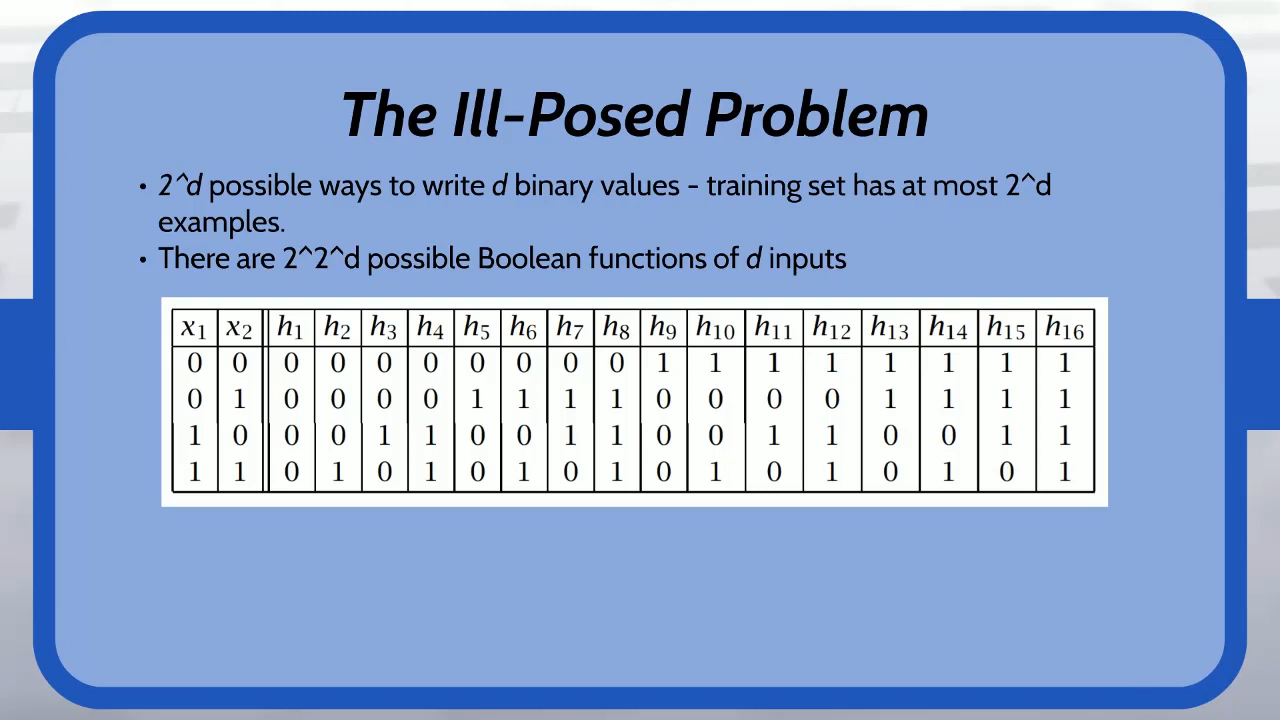 The Ill-Posed Problem
• 2^d possible ways to write d binary values - training set has at most 2^d
examples.
• There are 2^2^d possible Boolean functions of d inputs
x1 x2 h1 h2 h3 h4 h5 h6 h7 h8 h9 h10 h11 h12 h13 h14 h15 h16
0 0 0 0 0 0 0 0 0 0 1 1 1 1 1 1 1 1
0 1 0 0 0 0 1 1 1 1 0 0 0 0 1 1 1 1
1 0 0 0 1 1 0 0 1 1 0 0 1 1 0 0 1 1
1 1 0 1 0 1 0 1 0 1 0 1 0 1 0 1 0 1